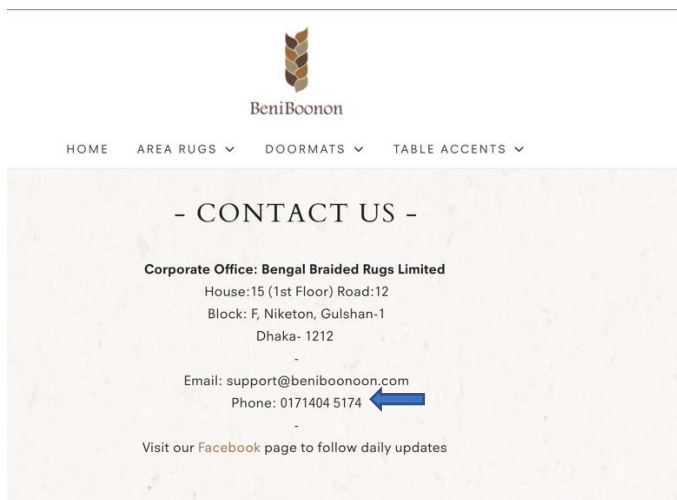 BeniBoonon
HOME AREA RUGS DOORMATS TABLE ACCENTS
- CONTACT US -
Corporate Office: Bengal Braided Rugs Limited
House:15 (1st Floor) Road:12
Block: F, Niketon, Gulshan-1
Dhaka- 1212
-
Email: support@beniboonoon.com
Phone: 0171404 5174
-
Visit our Facebook page to follow daily updates